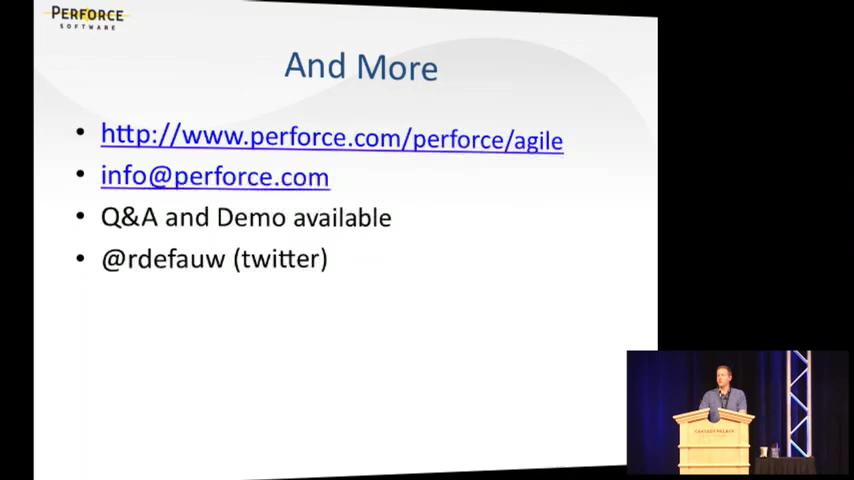 PERFORCE
SOFTWARE
And More
• http://www.perforce.com/perforce/agile
• info@perforce.com
• Q&A and Demo available
• @rdefauw (twitter)